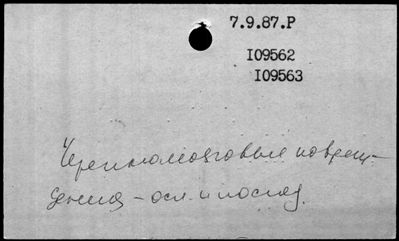 7.9.87.Р
I09562
I09563
Черепномозговые повреж-
дения - осл. и послед.